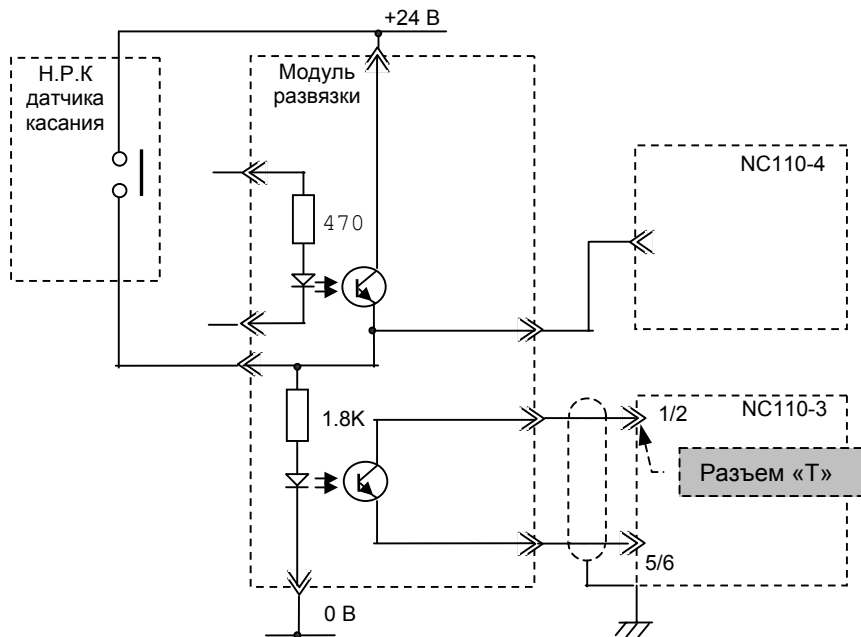 +24 В
Н.Р.К
датчика
касания
Модуль
развязки
NC110-4
470
1.8K
1/2
NC110-3
Разъем «Т»
5/6
0 В